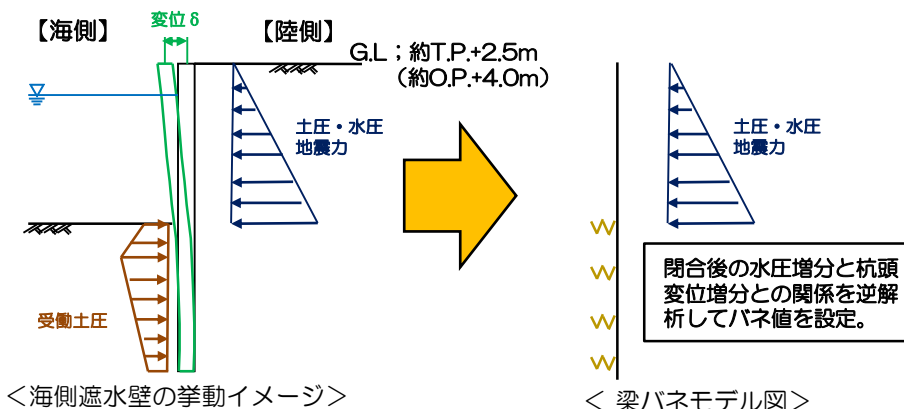 変位δ
【海側】
【陸側】
G.L；約T.P.+2.5m
（約O.P.+4.0m）
土圧・水圧
地震力
受働土圧
＜海側遮水壁の挙動イメージ＞
土圧・水圧
地震力
閉合後の水圧増分と杭頭
変位増分との関係を逆解
析してバネ値を設定。
＜ 梁バネモデル図＞